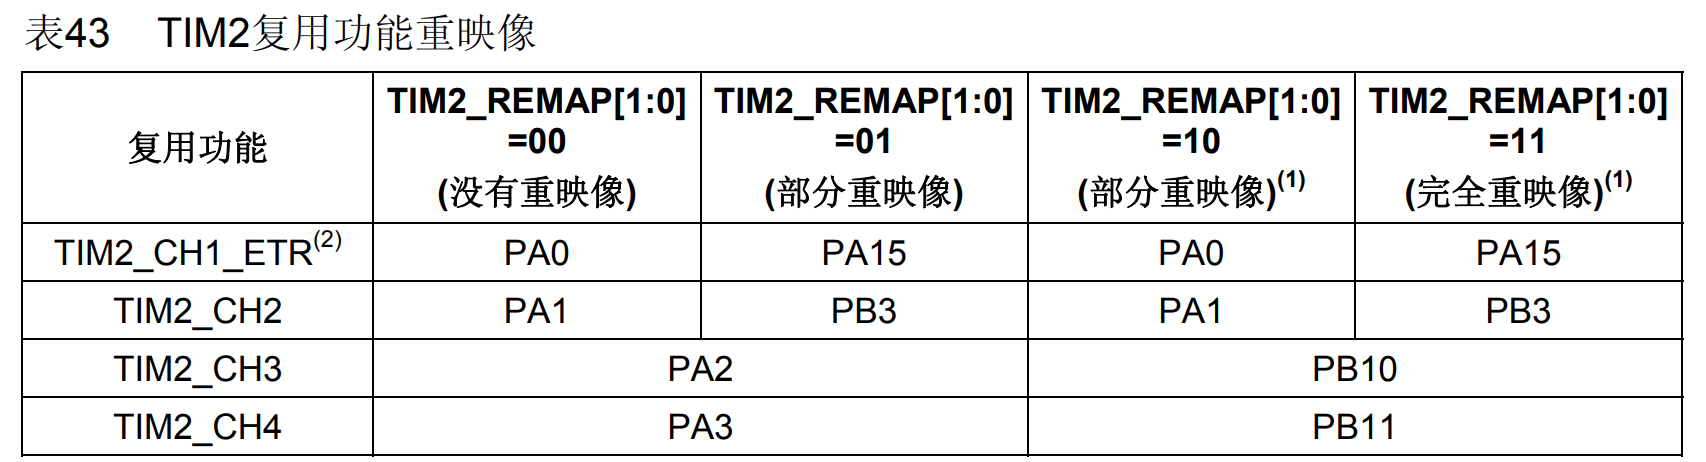 表43 TIM2复用功能重映像
复用功能 TIM2_REMAP[1:0] TIM2_REMAP[1:0] TIM2_REMAP[1:0] TIM2_REMAP[1:0]
=00 =01 =10 =11
(没有重映像) (部分重映像) (部分重映像)(1) (完全重映像)(1)
TIM2_CH1_ETR(2) PA0 PA15 PA0 PA15
TIM2_CH2 PA1 PB3 PA1 PB3
TIM2_CH3 PA2 PB10
TIM2_CH4 PA3 PB11